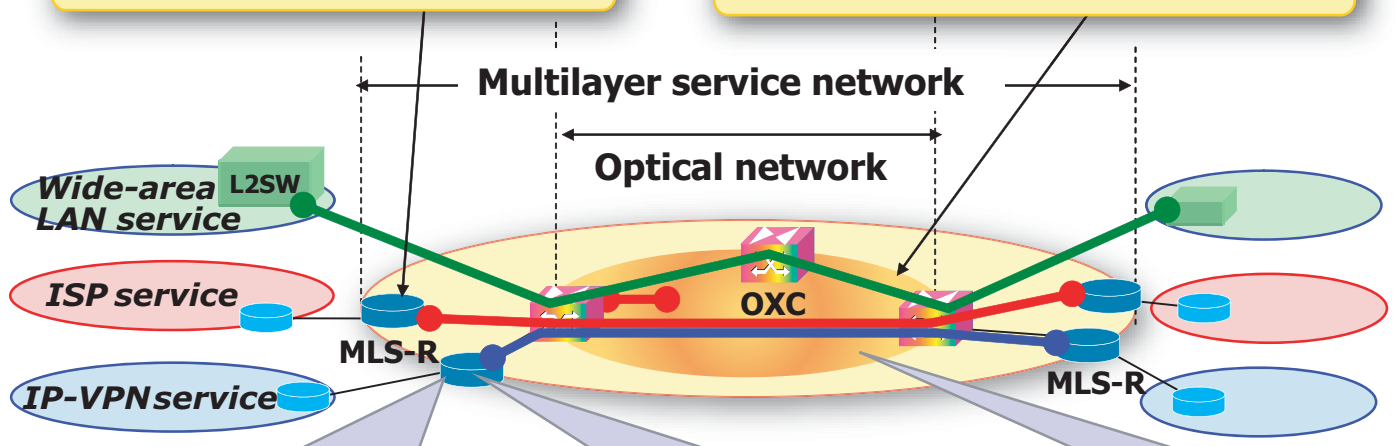 Multilayer service network
Optical network
Wide-area
LAN service
L2SW
ISP service
OXC
MLS-R
MLS-R
IP-VPN service